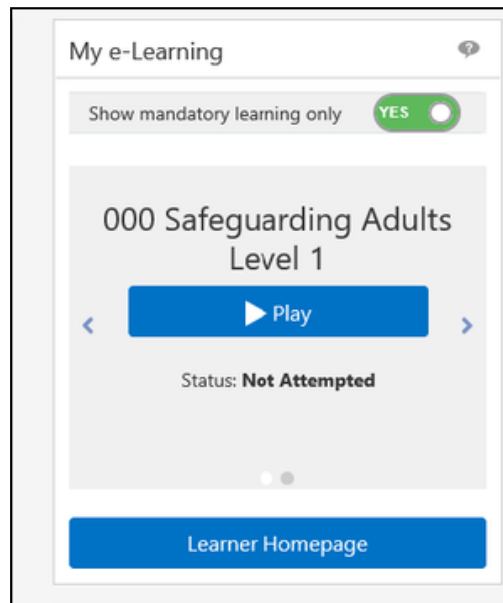 My e-Learning
?
Show mandatory learning only YES
000 Safeguarding Adults
Level 1
Play
Status: Not Attempted
Learner Homepage